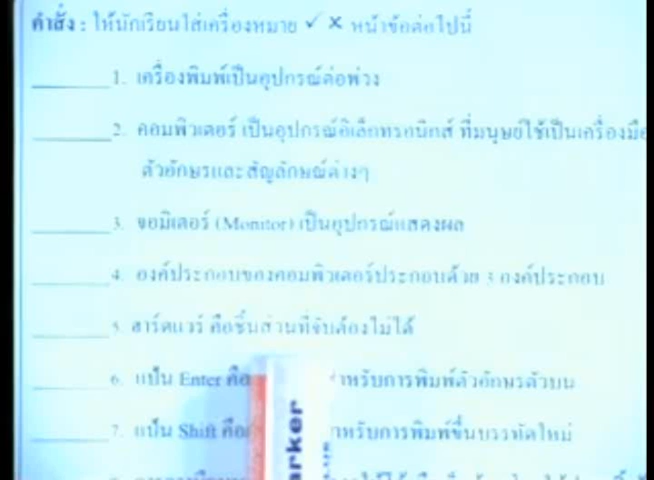 คำสั่ง : ให้นักเรียนใส่เครื่องหมาย ✓ × หน้าข้อต่อไปนี้
1. เครื่องพิมพ์เป็นอุปกรณ์ต่อพ่วง
2. คอมพิวเตอร์ เป็นอุปกรณ์อิเล็กทรอนิกส์ ที่มนุษย์ใช้เป็นเครื่องมือ
ตัวอักษรและสัญลักษณ์ต่างๆ
3. จอมิเตอร์ (Monitor) เป็นอุปกรณ์แสดงผล
4. องค์ประกอบของคอมพิวเตอร์ประกอบด้วย 3 องค์ประกอบ
5. ฮาร์ดแวร์ คือชิ้นส่วนที่จับต้องไม่ได้
6. แป้น Enter คือ สำหรับการพิมพ์ตัวอักษรตัวบน
7. แป้น Shift คือ สำหรับการพิมพ์ขึ้นบรรทัดใหม่
arker